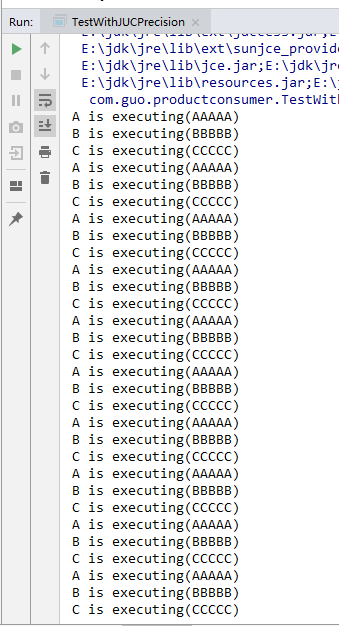 Run: TestWithJUCPrecision
E:\jdk\jre\lib\ext\sunjce_provide
E:\jdk\jre\lib\jce.jar;E:\jdk\jre
E:\jdk\jre\lib\resources.jar;E:\
com.guo.productconsumer.TestWith
A is executing(AAAAA)
B is executing(BBBBB)
C is executing(CCCCC)
A is executing(AAAAA)
B is executing(BBBBB)
C is executing(CCCCC)
A is executing(AAAAA)
B is executing(BBBBB)
C is executing(CCCCC)
A is executing(AAAAA)
B is executing(BBBBB)
C is executing(CCCCC)
A is executing(AAAAA)
B is executing(BBBBB)
C is executing(CCCCC)
A is executing(AAAAA)
B is executing(BBBBB)
C is executing(CCCCC)
A is executing(AAAAA)
B is executing(BBBBB)
C is executing(CCCCC)
A is executing(AAAAA)
B is executing(BBBBB)
C is executing(CCCCC)
A is executing(AAAAA)
B is executing(BBBBB)
C is executing(CCCCC)
A is executing(AAAAA)
B is executing(BBBBB)
C is executing(CCCCC)